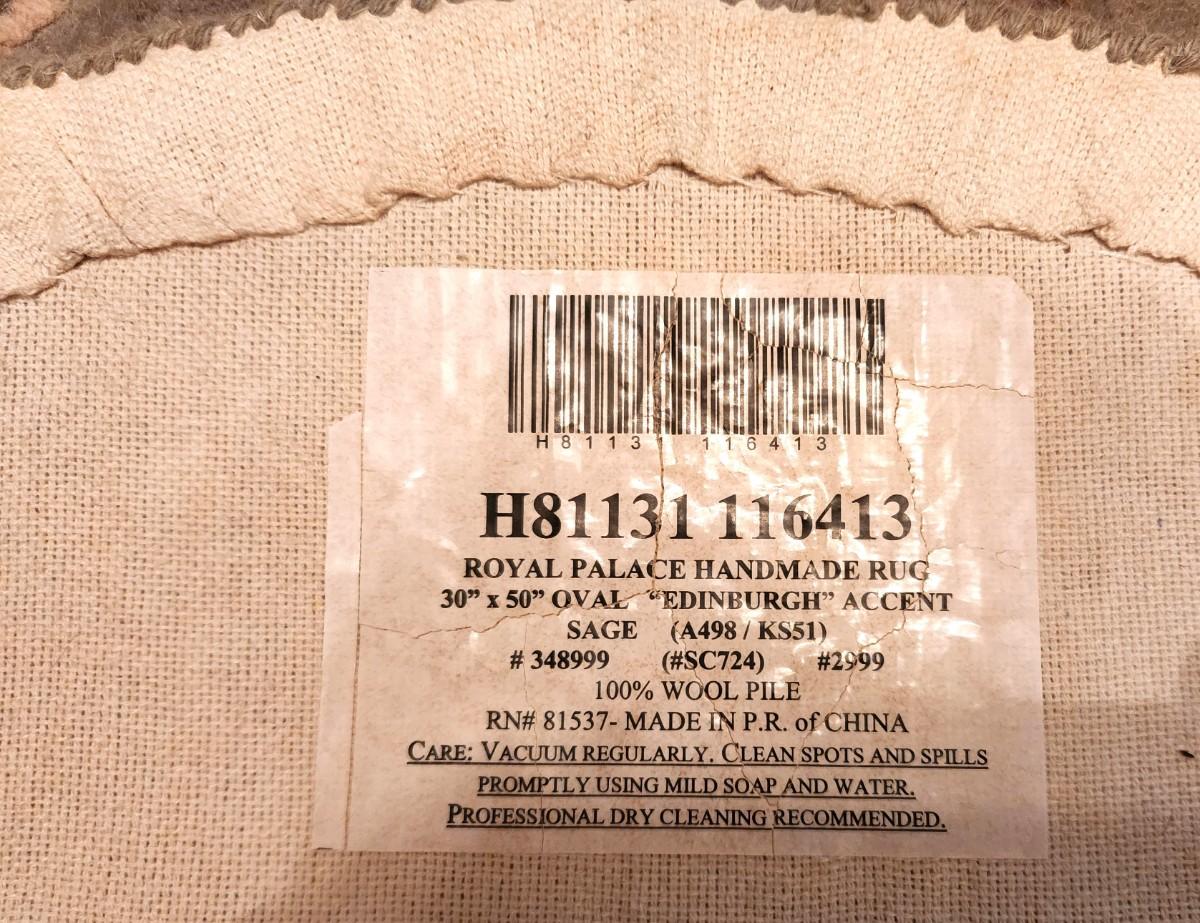 H81131 116413
H81131 116413
ROYAL PALACE HANDMADE RUG
30” x 50” OVAL “EDINBURGH” ACCENT
SAGE (A498 / KS51)
# 348999 (#SC724) #2999
100% WOOL PILE
RN# 81537- MADE IN P.R. of CHINA
CARE: VACUUM REGULARLY. CLEAN SPOTS AND SPILLS
PROMPTLY USING MILD SOAP AND WATER.
PROFESSIONAL DRY CLEANING RECOMMENDED.